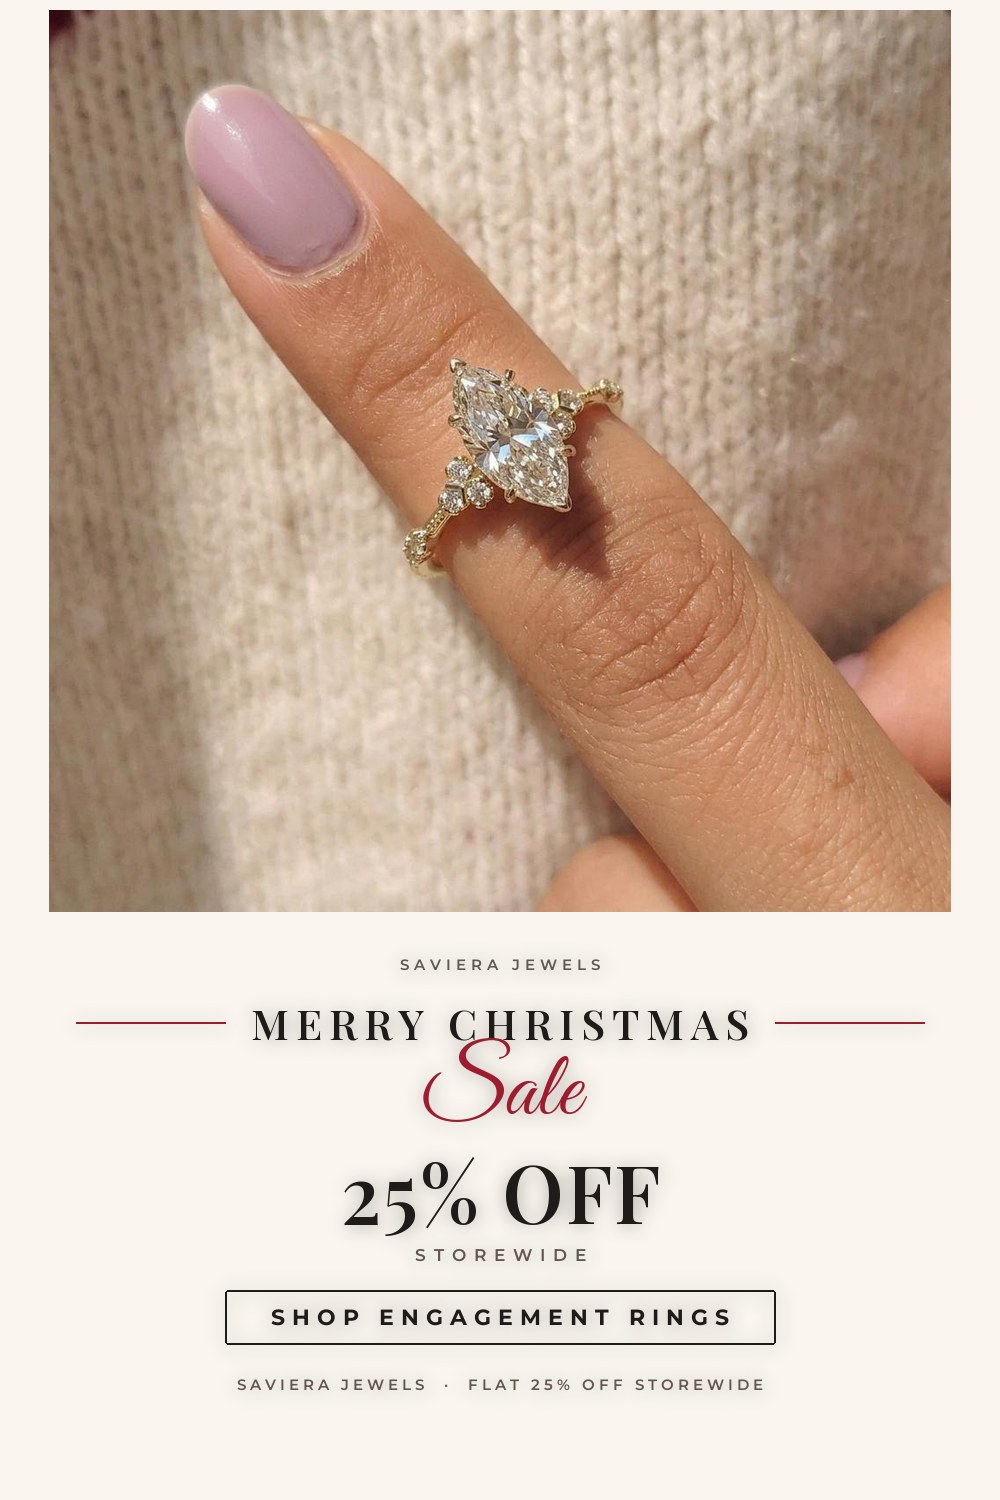 SAVIERA JEWELS
MERRY CHRISTMAS
Sale
25% OFF
STOREWIDE
SHOP ENGAGEMENT RINGS
SAVIERA JEWELS · FLAT 25% OFF STOREWIDE